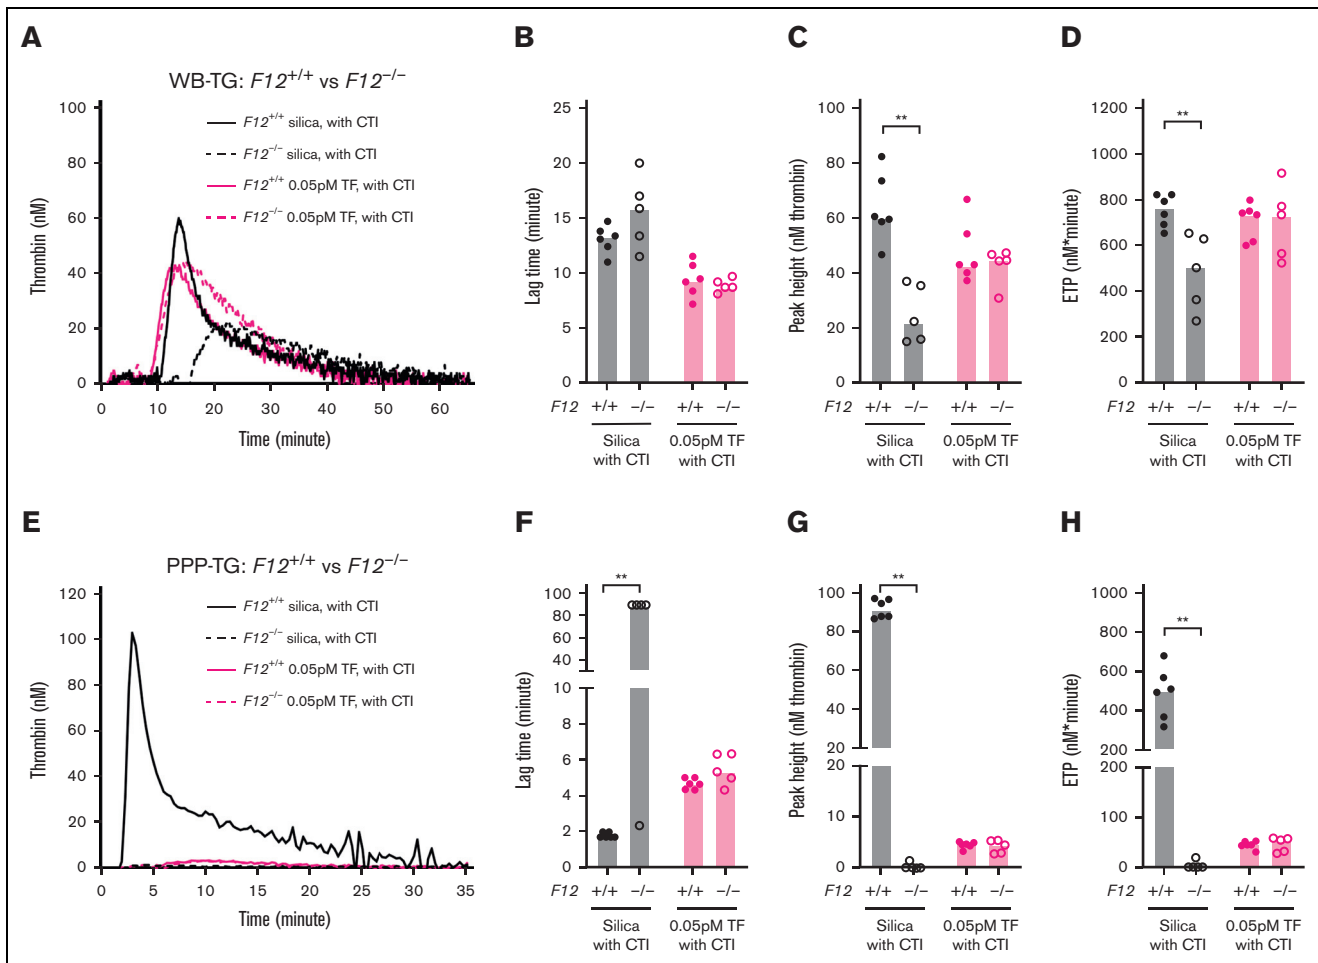 A
WB-TG: F12+/+ vs F12−/−
F12+/+ silica, with CTI
F12−/− silica, with CTI
F12+/+ 0.05pM TF, with CTI
F12−/− 0.05pM TF, with CTI
Thrombin (nM)
100
80
60
40
20
0
0 10 20 30 40 50 60
Time (minute)
B
Lag time (minute)
25
20
15
10
5
0
F12 +/+ −/− +/+ −/−
Silica 0.05pM TF
with CTI with CTI
C
Peak height (nM thrombin)
100
80
60
40
20
0
**
F12 +/+ −/− +/+ −/−
Silica 0.05pM TF
with CTI with CTI
D
ETP (nM*minute)
1200
1000
800
600
400
200
0
**
F12 +/+ −/− +/+ −/−
Silica 0.05pM TF
with CTI with CTI
E
PPP-TG: F12+/+ vs F12−/−
F12+/+ silica, with CTI
F12−/− silica, with CTI
F12+/+ 0.05pM TF, with CTI
F12−/− 0.05pM TF, with CTI
Thrombin (nM)
120
100
80
60
40
20
0
0 5 10 15 20 25 30 35
Time (minute)
F
Lag time (minute)
100
90
80
100
60
40
10
8
6
4
2
0
**
F12 +/+ −/− +/+ −/−
Silica 0.05pM TF
with CTI with CTI
G
Peak height (nM thrombin)
100
80
60
40
20
20
10
0
**
F12 +/+ −/− +/+ −/−
Silica 0.05pM TF
with CTI with CTI
H
ETP (nM*minute)
1000
800
600
400
200
200
100
0
**
F12 +/+ −/− +/+ −/−
Silica 0.05pM TF
with CTI with CTI